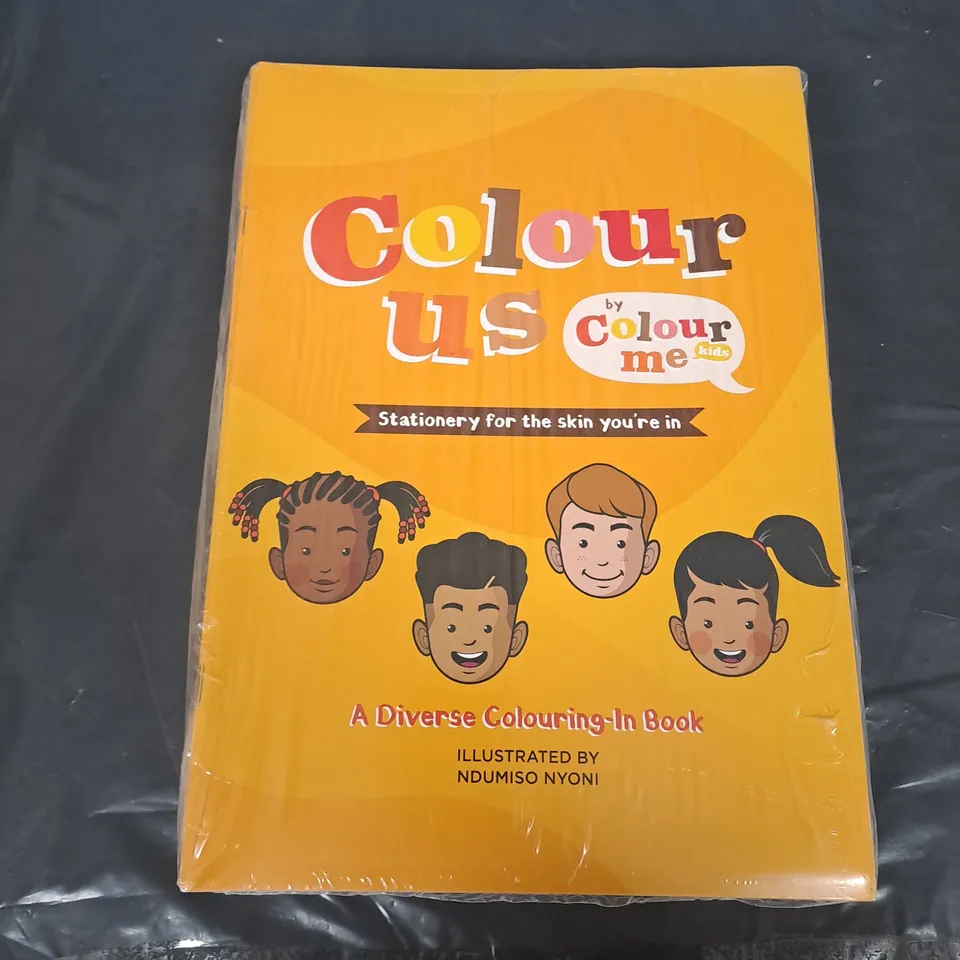 Colour
us
by
Colour
me kids
Stationery for the skin you're in
A Diverse Colouring-In Book
ILLUSTRATED BY
NDUMISO NYONI